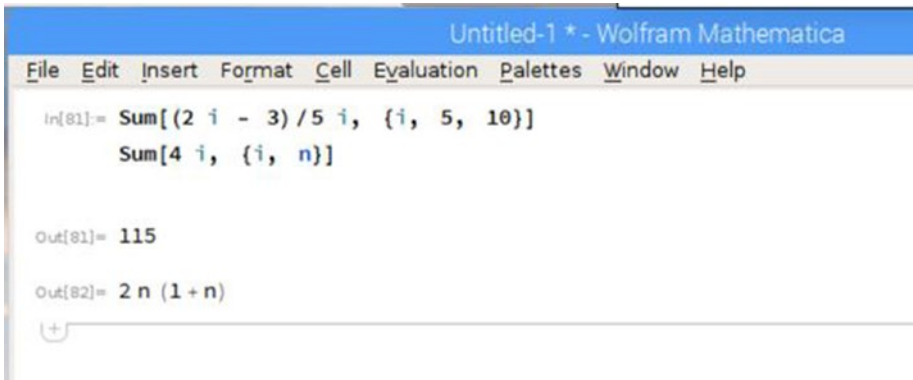 Untitled-1 * - Wolfram Mathematica
File Edit Insert Format Cell Evaluation Palettes Window Help
In[81]:= Sum[(2 i - 3)/5 i, {i, 5, 10}]
Sum[4 i, {i, n}]
Out[81]= 115
Out[82]= 2 n (1 + n)